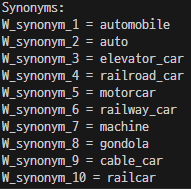 Synonyms:
W_synonym_1 = automobile
W_synonym_2 = auto
W_synonym_3 = elevator_car
W_synonym_4 = railroad_car
W_synonym_5 = motorcar
W_synonym_6 = railway_car
W_synonym_7 = machine
W_synonym_8 = gondola
W_synonym_9 = cable_car
W_synonym_10 = railcar